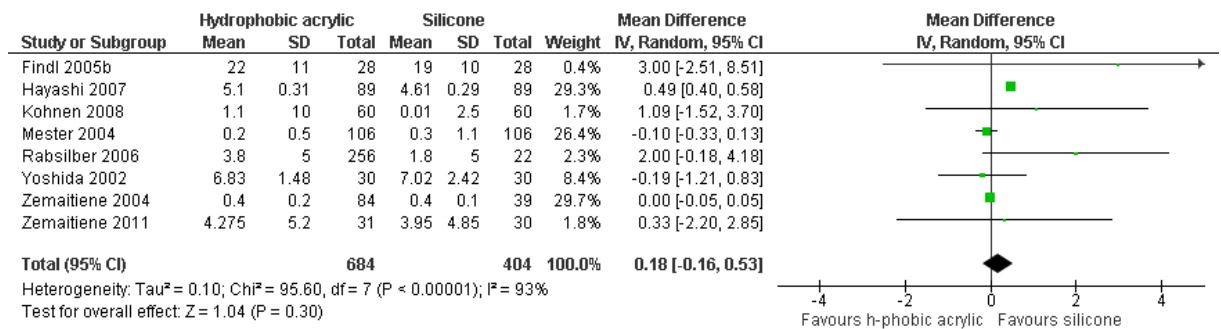 Hydrophobic acrylic Silicone Mean Difference Mean Difference
Study or Subgroup Mean SD Total Mean SD Total Weight IV, Random, 95% CI IV, Random, 95% CI
Findl 2005b 22 11 28 19 10 28 0.4% 3.00 [-2.51, 8.51]
Hayashi 2007 5.1 0.31 89 4.61 0.29 89 29.3% 0.49 [0.40, 0.58]
Kohnen 2008 1.1 10 60 0.01 2.5 60 1.7% 1.09 [-1.52, 3.70]
Mester 2004 0.2 0.5 106 0.3 1.1 106 26.4% -0.10 [-0.33, 0.13]
Rabsilber 2006 3.8 5 256 1.8 5 22 2.3% 2.00 [-0.18, 4.18]
Yoshida 2002 6.83 1.48 30 7.02 2.42 30 8.4% -0.19 [-1.21, 0.83]
Zemaitiene 2004 0.4 0.2 84 0.4 0.1 39 29.7% 0.00 [-0.05, 0.05]
Zemaitiene 2011 4.275 5.2 31 3.95 4.85 30 1.8% 0.33 [-2.20, 2.85]
Total (95% CI) 684 404 100.0% 0.18 [-0.16, 0.53]
Heterogeneity: Tau² = 0.10; Chi² = 95.60, df = 7 (P < 0.00001); I² = 93%
Test for overall effect: Z = 1.04 (P = 0.30)
-4 -2 0 2 4
Favours h-phobic acrylic Favours silicone